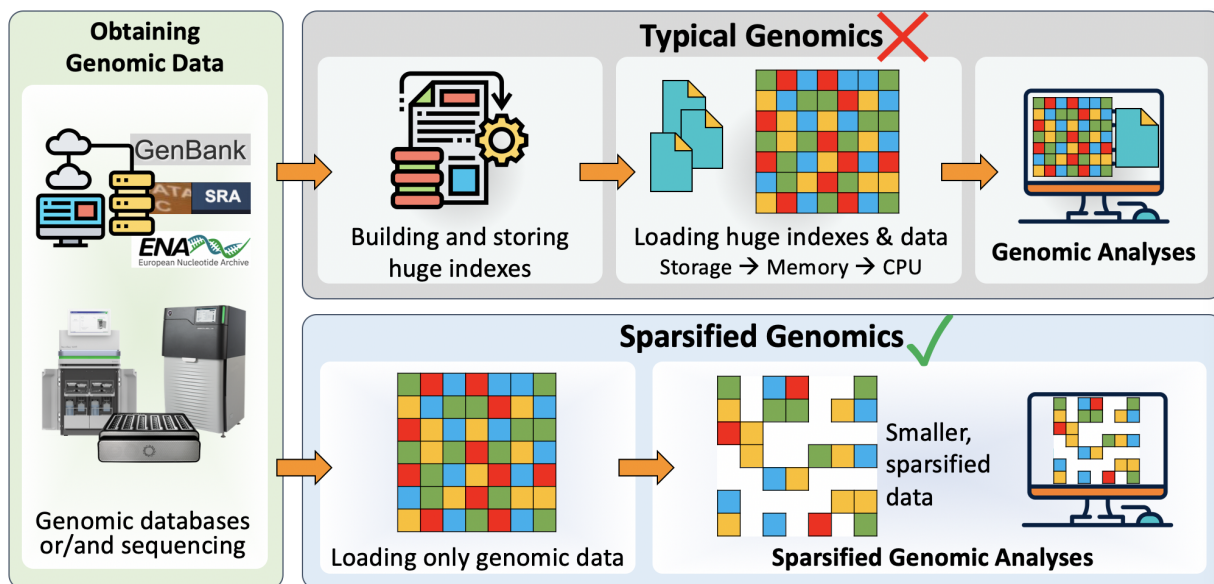 Obtaining
Genomic Data
GenBank
SRA
ENA
European Nucleotide Archive
Genomic databases
or/and sequencing
Typical Genomics
Building and storing
huge indexes
Loading huge indexes & data
Storage → Memory → CPU
Genomic Analyses
Sparsified Genomics
Loading only genomic data
Smaller,
sparsified
data
Sparsified Genomic Analyses